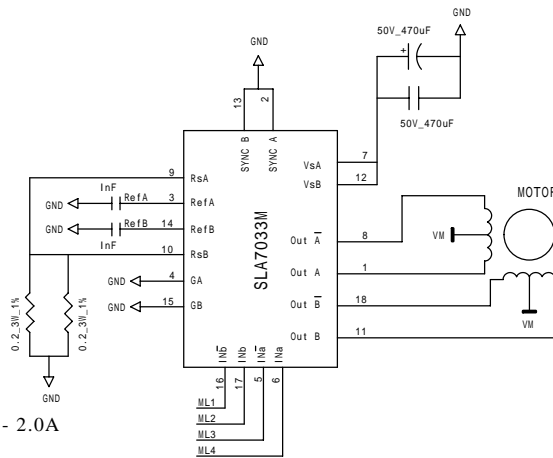 GND
50V_470uF
GND
+
50V_470uF
13
2
SYNC B
SYNC A
VsA
7
VsB
12
9
RsA
InF
GND
RefA
3
RefA
GND
RefB
14
RefB
InF
10
RsB
GND
4
GA
GND
15
GB
SLA7033M
Out A
8
Out A
1
Out B
18
Out B
11
MOTOR
VM
VM
0.2_3W_1%
0.2_3W_1%
GND
INb
INb
INa
INa
16
17
5
6
ML1
ML2
ML3
ML4
- 2.0A